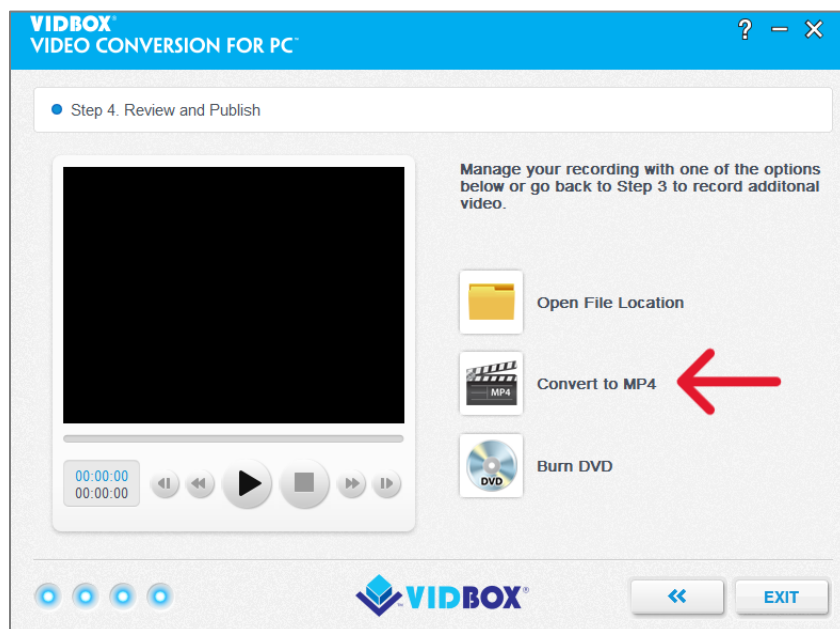 VIDBOX®
VIDEO CONVERSION FOR PC™
?
Step 4. Review and Publish
Manage your recording with one of the options
below or go back to Step 3 to record additonal
video.
Open File Location
MP4
Convert to MP4
DVD
Burn DVD
00:00:00
00:00:00
™VIDBOX®
EXIT